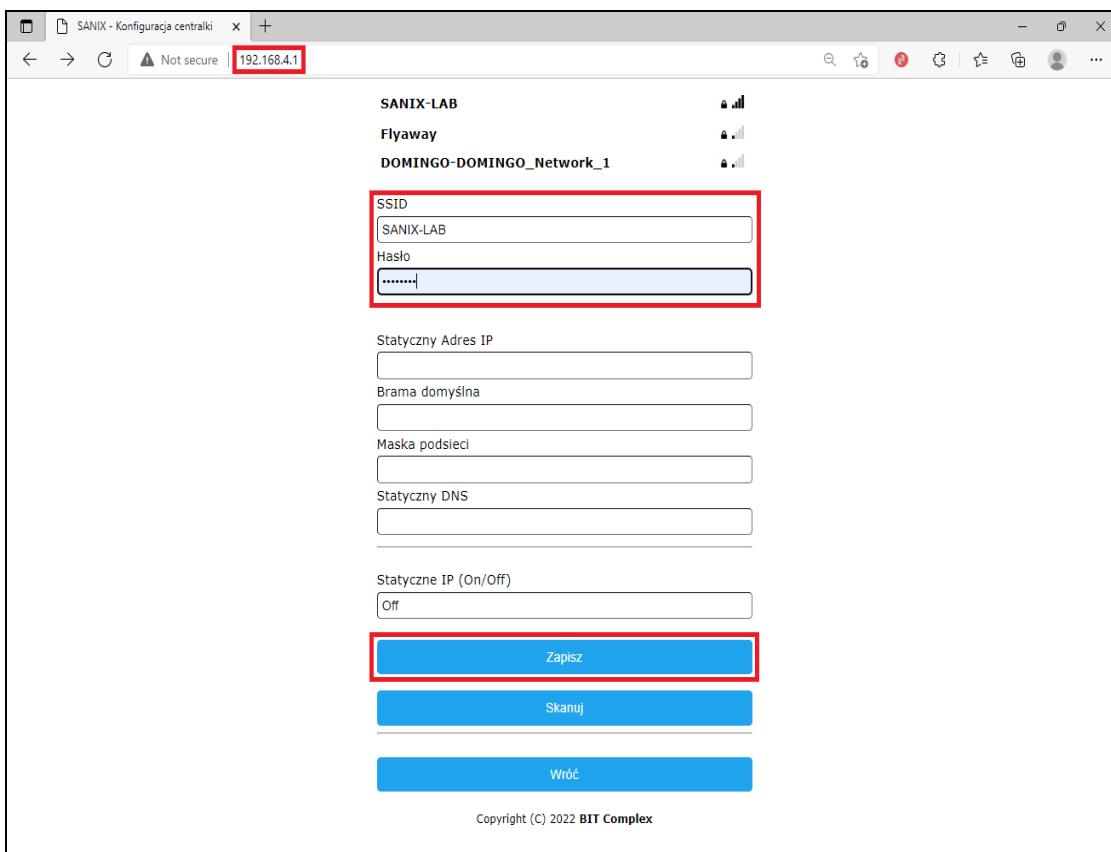 SANIX - Konfiguracja centralki
Not secure
192.168.4.1
SANIX-LAB
Flyaway
DOMINGO-DOMINGO_Network_1
SSID
SANIX-LAB
Hasło
••••••••
Statyczny Adres IP
Brama domyślna
Maska podsieci
Statyczny DNS
Statyczne IP (On/Off)
Off
Zapisz
Skanuj
Wróć
Copyright (C) 2022 BIT Complex